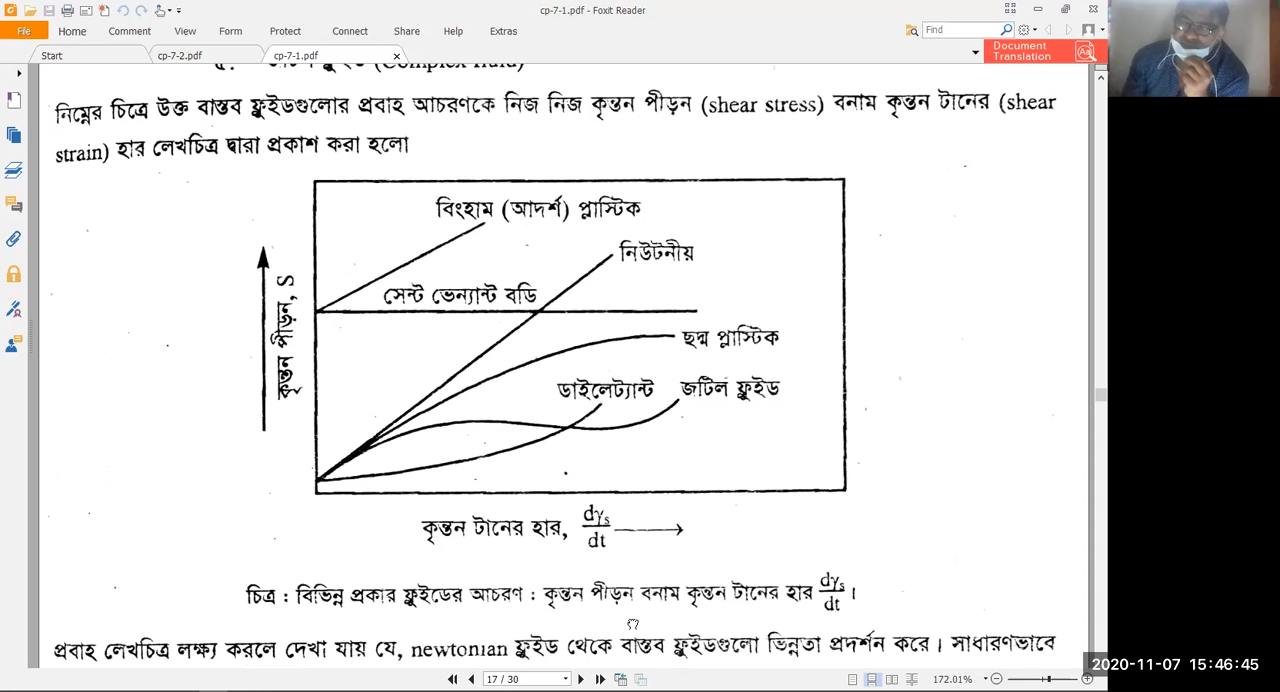 cp-7-1.pdf - Foxit Reader
File Home Comment View Form Protect Connect Share Help Extras
Find
Start cp-7-2.pdf cp-7-1.pdf
Document
Translation
(Complex fluid)
নিম্নের চিত্রে উক্ত বাস্তব ফ্লুইডগুলোর প্রবাহ আচরণকে নিজ নিজ কৃন্তন পীড়ন (shear stress) বনাম কৃন্তন টানের (shear
strain) হার লেখচিত্র দ্বারা প্রকাশ করা হলো
বিংহাম (আদর্শ) প্লাস্টিক
নিউটনীয়
সেন্ট ভেন্যান্ট বডি
ছদ্ম প্লাস্টিক
ডাইলেট্যান্ট
জটিল ফ্লুইড
কৃন্তন পীড়ন, S
কৃন্তন টানের হার, dγs/dt
চিত্র : বিভিন্ন প্রকার ফ্লুইডের আচরণ : কৃন্তন পীড়ন বনাম কৃন্তন টানের হার dγs/dt।
প্রবাহ লেখচিত্র লক্ষ্য করলে দেখা যায় যে, newtonian ফ্লুইড থেকে বাস্তব ফ্লুইডগুলো ভিন্নতা প্রদর্শন করে। সাধারণভাবে
2020-11-07 15:46:45
17 / 30
172.01%